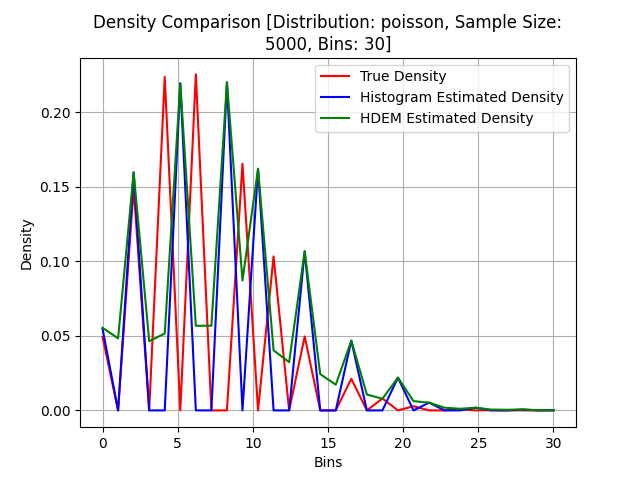 Density Comparison [Distribution: poisson, Sample Size:
5000, Bins: 30]
True Density
Histogram Estimated Density
HDEM Estimated Density
0.20
0.15
0.10
0.05
0.00
Density
0 5 10 15 20 25 30
Bins